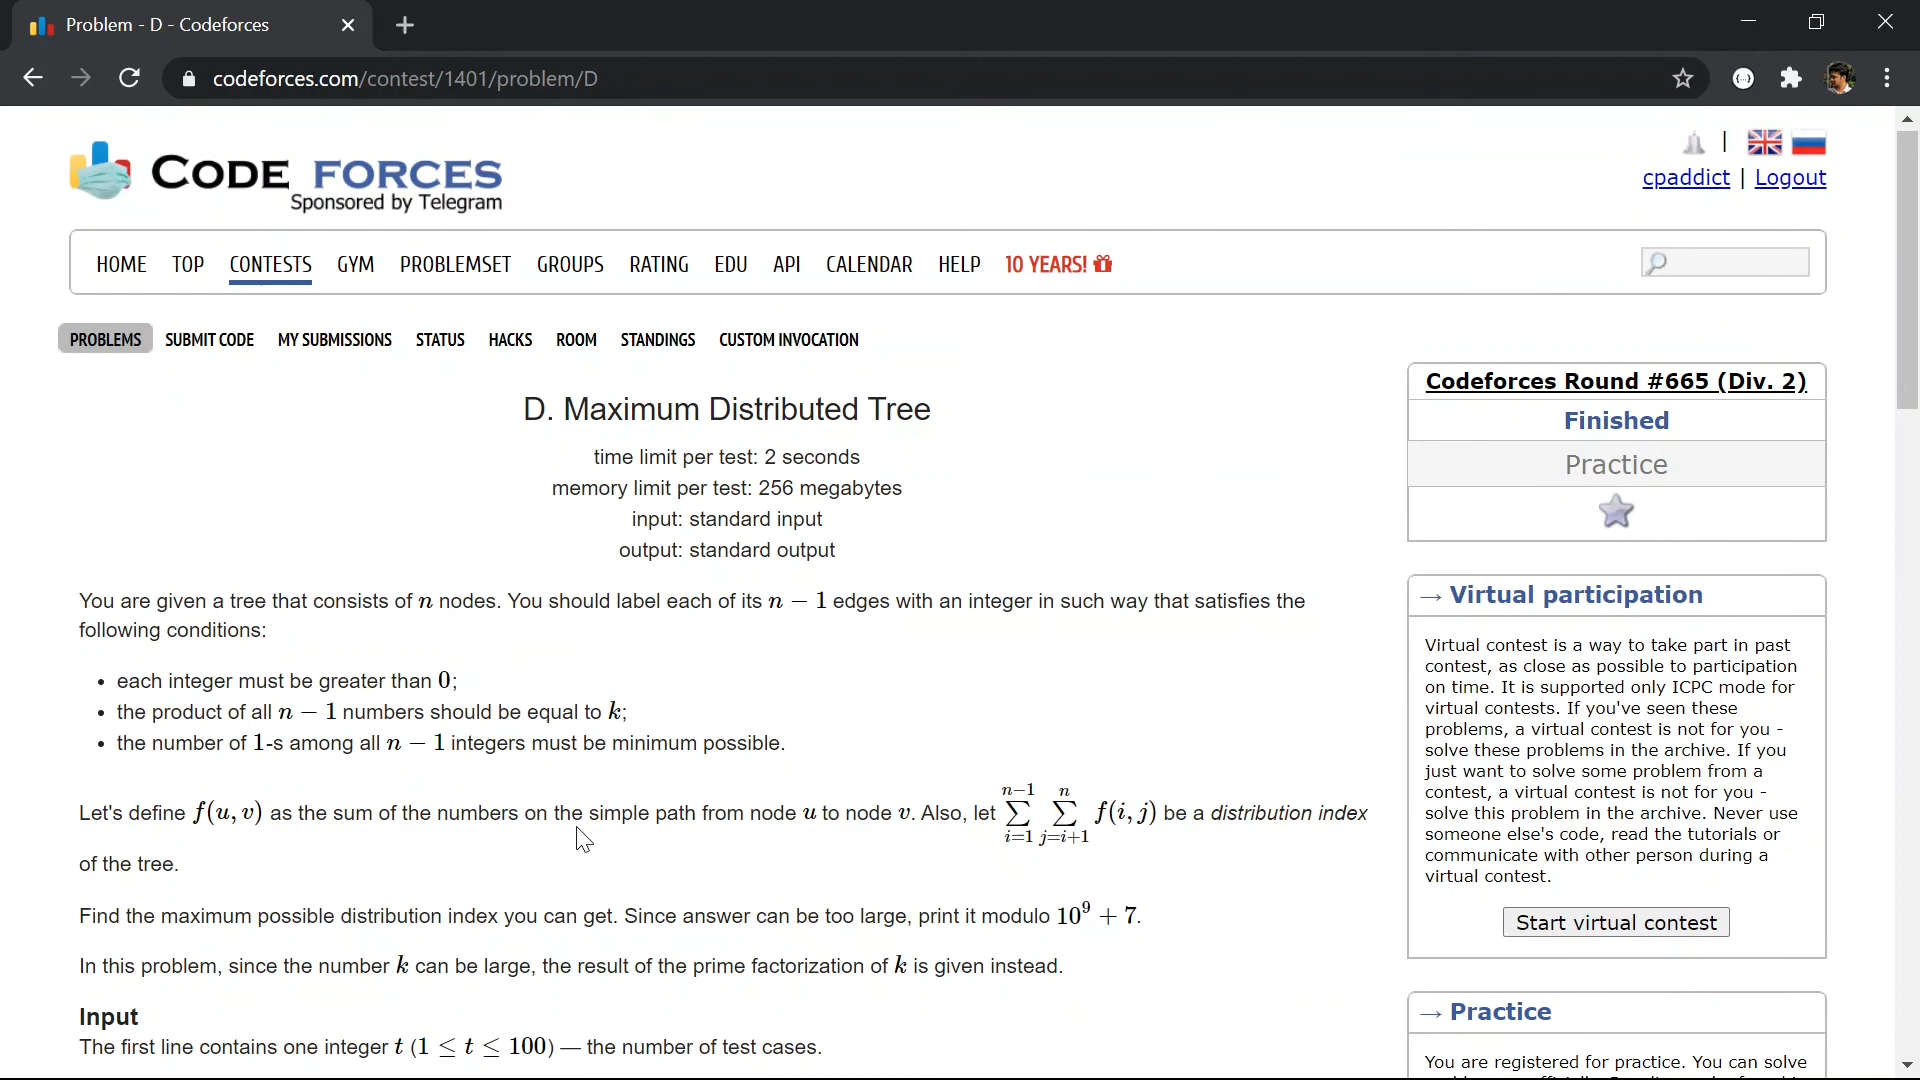 Problem - D - Codeforces
codeforces.com/contest/1401/problem/D
CODE FORCES
Sponsored by Telegram
cpaddict | Logout
HOME TOP CONTESTS GYM PROBLEMSET GROUPS RATING EDU API CALENDAR HELP 10 YEARS!
PROBLEMS SUBMIT CODE MY SUBMISSIONS STATUS HACKS ROOM STANDINGS CUSTOM INVOCATION
D. Maximum Distributed Tree
time limit per test: 2 seconds
memory limit per test: 256 megabytes
input: standard input
output: standard output
You are given a tree that consists of n nodes. You should label each of its n − 1 edges with an integer in such way that satisfies the
following conditions:
• each integer must be greater than 0;
• the product of all n − 1 numbers should be equal to k;
• the number of 1-s among all n − 1 integers must be minimum possible.
Let's define f(u, v) as the sum of the numbers on the simple path from node u to node v. Also, let ∑_{i=1}^{n−1} ∑_{j=i+1}^{n} f(i, j) be a distribution index
of the tree.
Find the maximum possible distribution index you can get. Since answer can be too large, print it modulo 10^9 + 7.
In this problem, since the number k can be large, the result of the prime factorization of k is given instead.
Input
The first line contains one integer t (1 ≤ t ≤ 100) — the number of test cases.
Codeforces Round #665 (Div. 2)
Finished
Practice
→ Virtual participation
Virtual contest is a way to take part in past
contest, as close as possible to participation
on time. It is supported only ICPC mode for
virtual contests. If you've seen these
problems, a virtual contest is not for you -
solve these problems in the archive. If you
just want to solve some problem from a
contest, a virtual contest is not for you -
solve this problem in the archive. Never use
someone else's code, read the tutorials or
communicate with other person during a
virtual contest.
Start virtual contest
→ Practice
You are registered for practice. You can solve